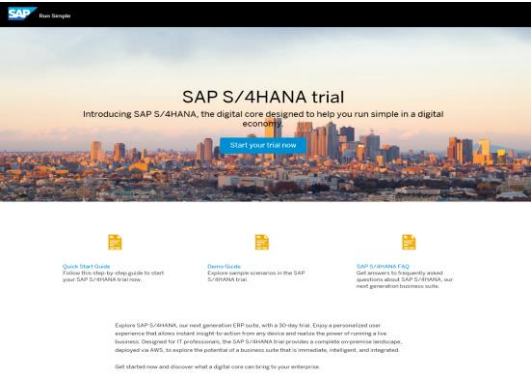 SAP Run Simple
SAP S/4HANA trial
Introducing SAP S/4HANA, the digital core designed to help you run simple in a digital
economy.
Start your trial now
Quick Start Guide
Follow this step-by-step guide to start
your SAP S/4HANA trial now.
Demo Guide
Explore sample scenarios in the SAP
S/4HANA trial
SAP S/4HANA FAQ
Get answers to frequently asked
questions about SAP S/4HANA, our
next generation business suite.
Explore SAP S/4HANA, our next generation ERP suite, with a 30-day trial. Enjoy a personalized user
experience that allows instant insight-to-action from any device and realize the power of running a live
business. Designed for IT professionals, the SAP S/4HANA trial provides a complete on-premise landscape,
deployed via AWS, to explore the potential of a business suite that is immediate, intelligent, and integrated.
Get started now and discover what a digital core can bring to your enterprise.